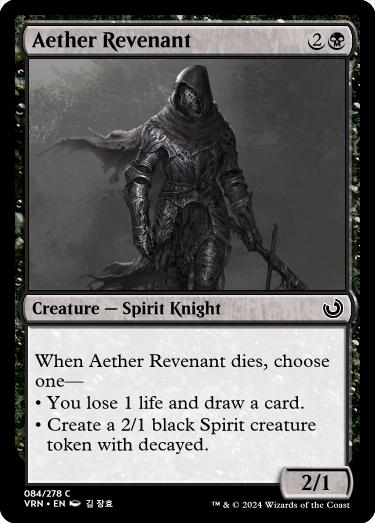 Aether Revenant 2
Creature — Spirit Knight
When Aether Revenant dies, choose
one—
• You lose 1 life and draw a card.
• Create a 2/1 black Spirit creature
token with decayed.
2/1
084/278 C
VRN • EN 김 장효
™ & © 2024 Wizards of the Coast